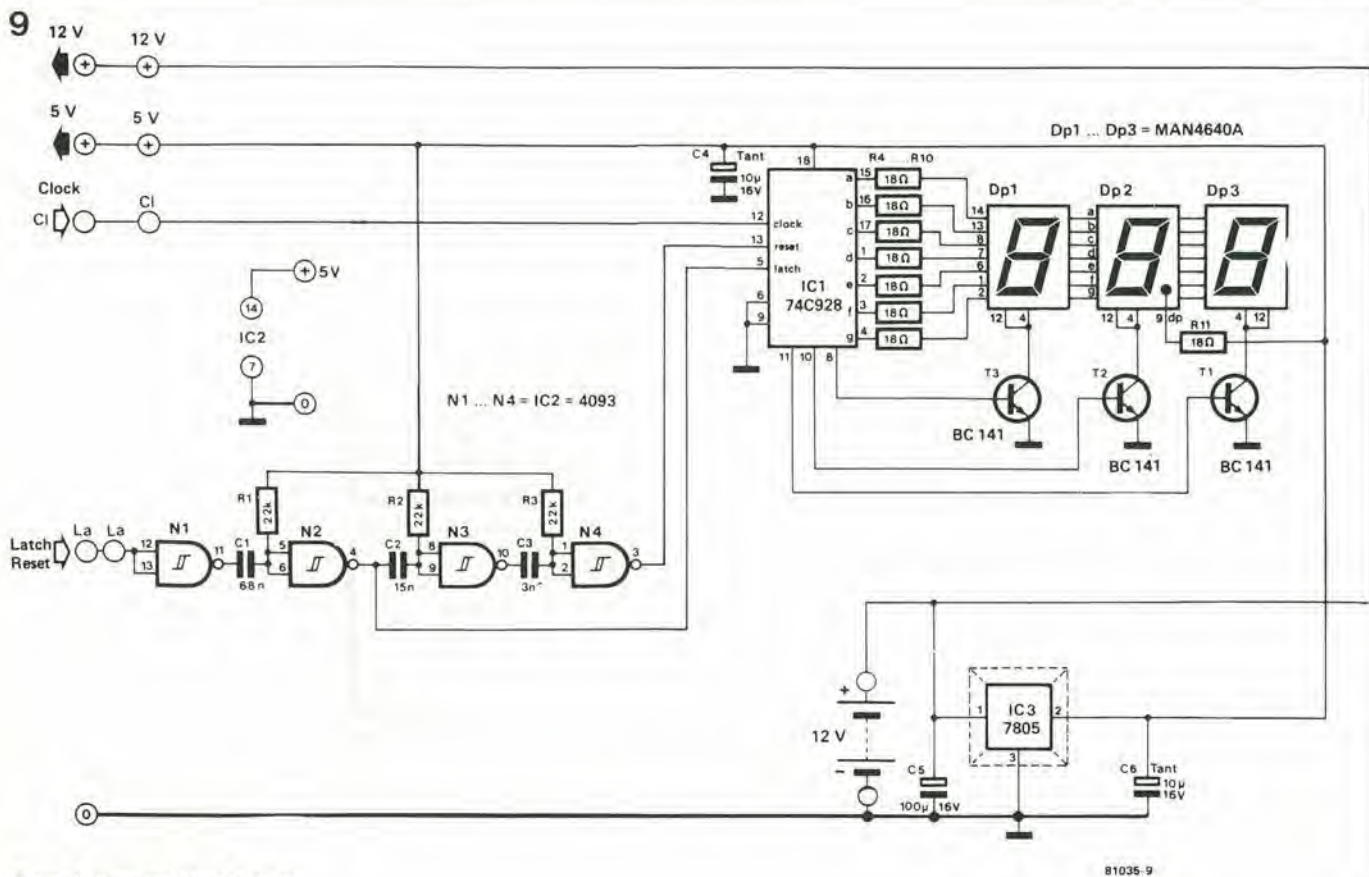 9
12 V
12 V
5 V
5 V
Clock
Cl
Cl
C4
Tant
10µ
16V
18
R4 ... R10
Dp1 ... Dp3 = MAN4640A
Dp1
Dp2
Dp3
12
clock
13
reset
5
latch
6
9
IC1
74C928
a
15
18Ω
14
b
16
18Ω
13
c
17
18Ω
8
d
1
18Ω
7
e
2
18Ω
6
f
3
18Ω
1
g
4
18Ω
2
a
b
c
d
e
f
g
11
10
8
12
4
12
4
9
dp
4
12
R11
18Ω
T3
T2
T1
BC 141
BC 141
BC 141
+ 5V
14
IC2
7
0
N1 ... N4 = IC2 = 4093
R1
22k
R2
22k
R3
22k
Latch
Reset
La
La
N1
12
13
11
C1
68n
N2
5
6
4
C2
15n
N3
8
9
10
C3
N4
1
2
3
12 V
+
−
1
IC3
7805
2
3
C5
100µ
16V
C6
Tant
10µ
16V
0
81035-9